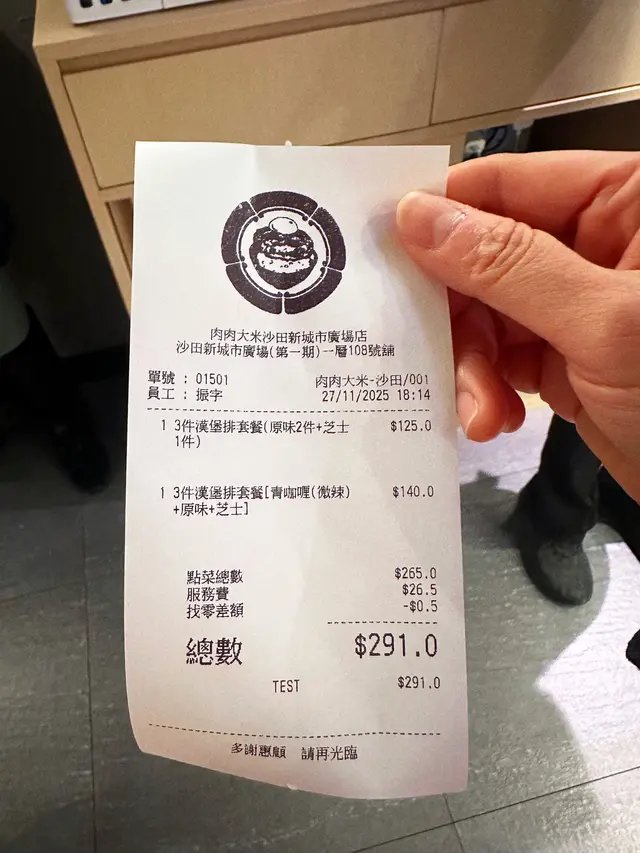 肉肉大米沙田新城市廣場店
沙田新城市廣場(第一期)一層108號舖
單號 : 01501 肉肉大米-沙田/001
員工 : 振字 27/11/2025 18:14
1 3件漢堡排套餐(原味2件+芝士 $125.0
1件)
1 3件漢堡排套餐[青咖喱(微辣) $140.0
+原味+芝士]
點菜總數 $265.0
服務費 $26.5
找零差額 -$0.5
總數 $291.0
TEST $291.0
多謝惠顧 請再光臨